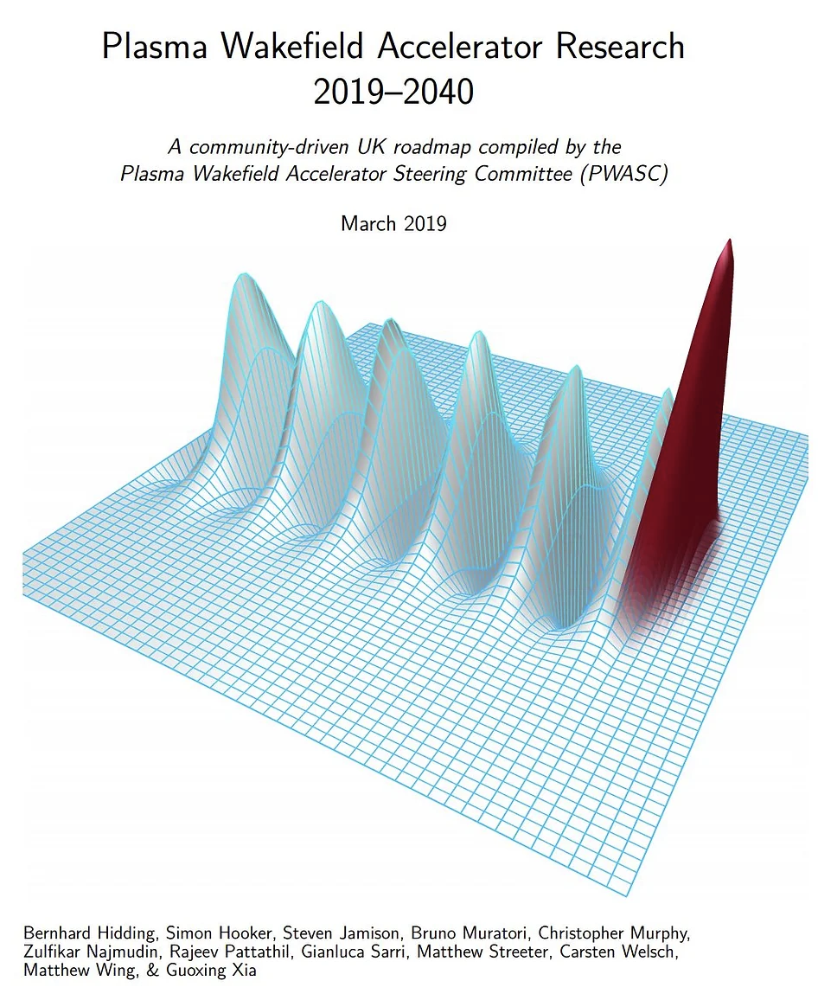 Plasma Wakefield Accelerator Research
2019–2040
A community-driven UK roadmap compiled by the
Plasma Wakefield Accelerator Steering Committee (PWASC)
March 2019
Bernhard Hidding, Simon Hooker, Steven Jamison, Bruno Muratori, Christopher Murphy,
Zulfikar Najmudin, Rajeev Pattathil, Gianluca Sarri, Matthew Streeter, Carsten Welsch,
Matthew Wing, & Guoxing Xia